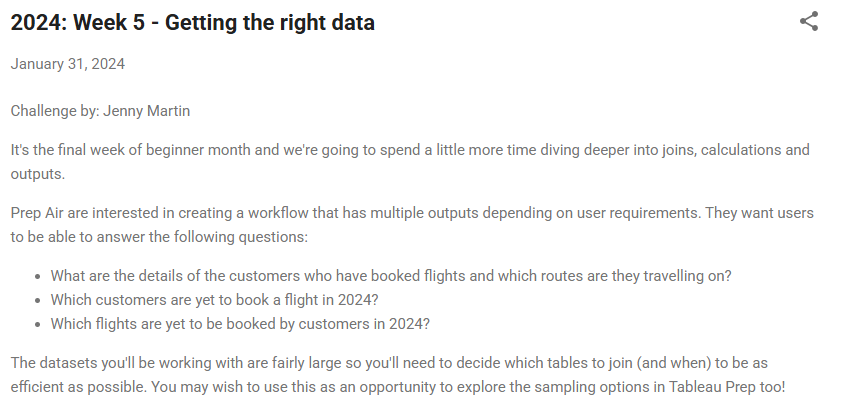 2024: Week 5 - Getting the right data
January 31, 2024
Challenge by: Jenny Martin
It's the final week of beginner month and we're going to spend a little more time diving deeper into joins, calculations and
outputs.
Prep Air are interested in creating a workflow that has multiple outputs depending on user requirements. They want users
to be able to answer the following questions:
• What are the details of the customers who have booked flights and which routes are they travelling on?
• Which customers are yet to book a flight in 2024?
• Which flights are yet to be booked by customers in 2024?
The datasets you'll be working with are fairly large so you'll need to decide which tables to join (and when) to be as
efficient as possible. You may wish to use this as an opportunity to explore the sampling options in Tableau Prep too!